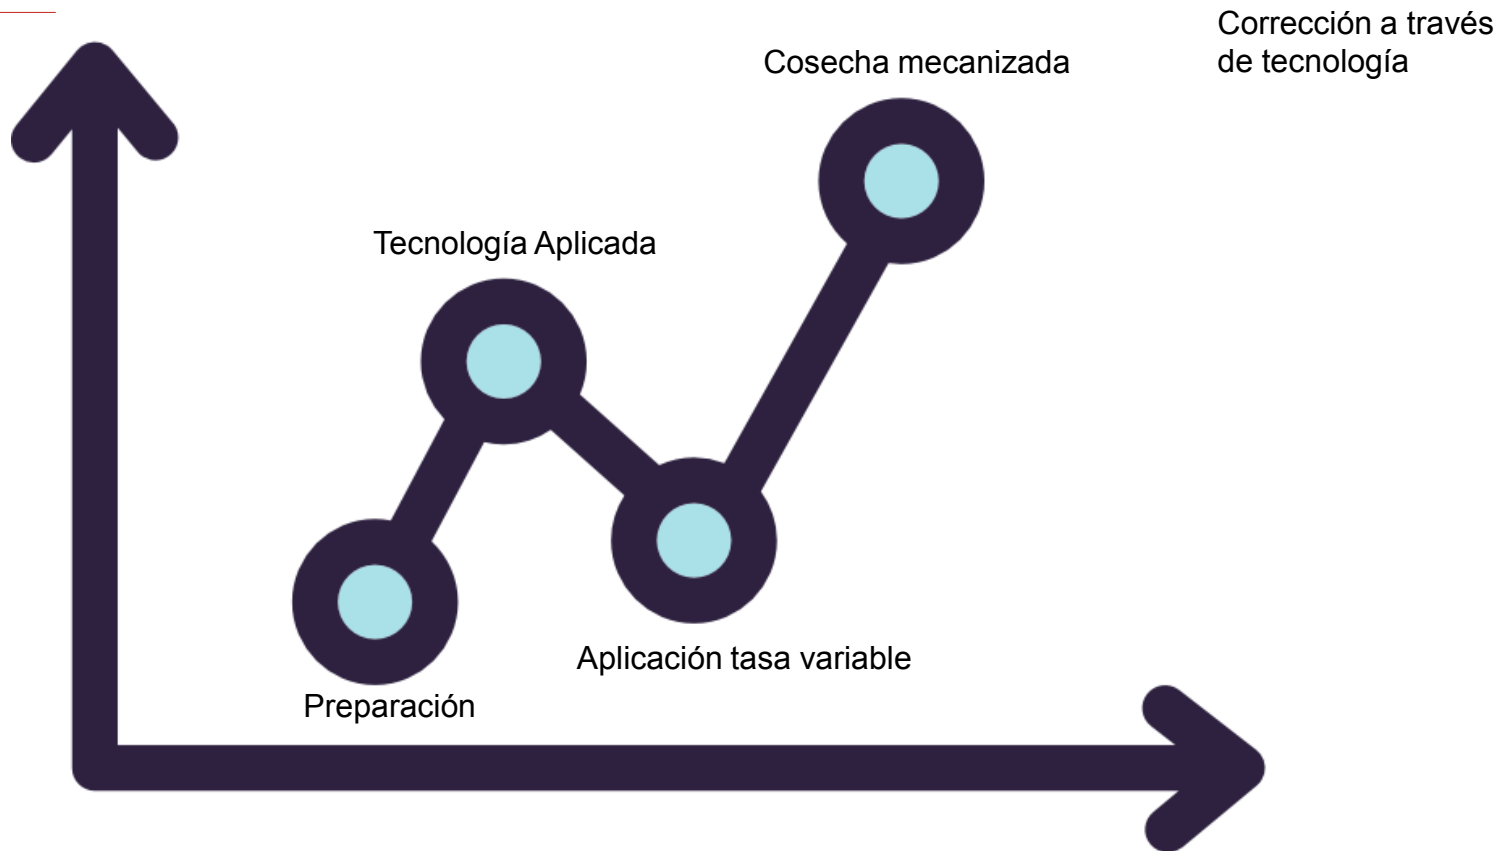 Corrección a través
de tecnología
Cosecha mecanizada
Tecnología Aplicada
Aplicación tasa variable
Preparación